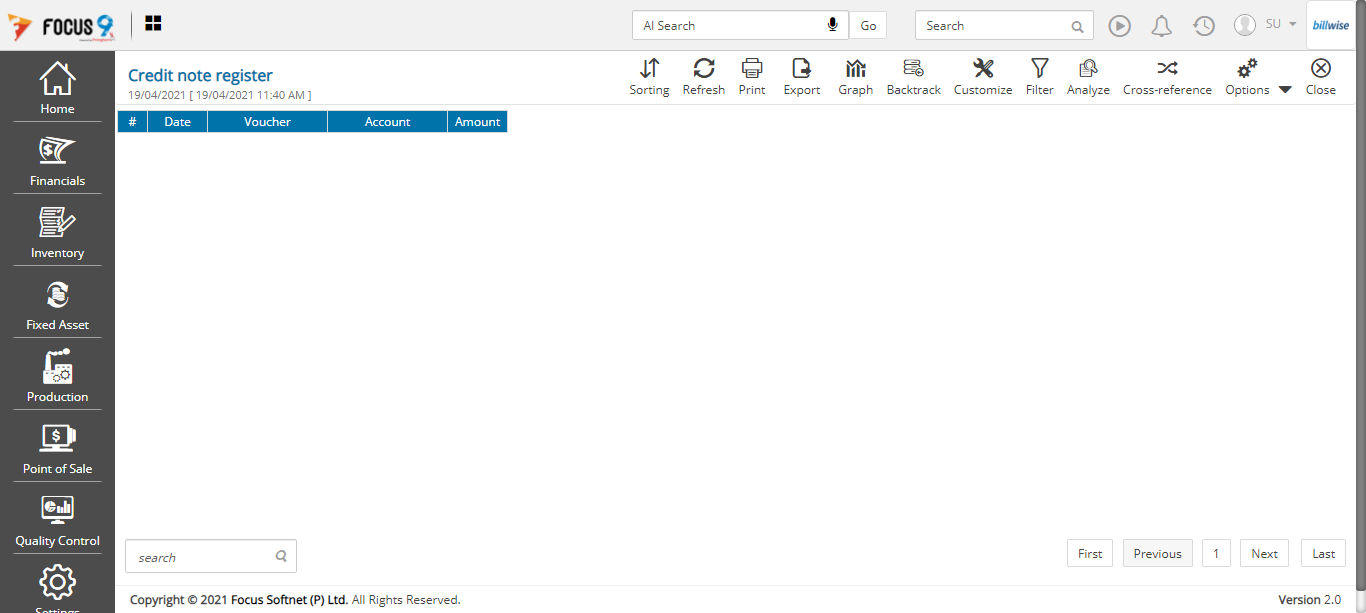 FOCUS 9
AI Search
Go
Search
SU
billwise
Home
Financials
Inventory
Fixed Asset
Production
Point of Sale
Quality Control
Settings
Credit note register
19/04/2021 [ 19/04/2021 11:40 AM ]
Sorting Refresh Print Export Graph Backtrack Customize Filter Analyze Cross-reference Options Close
# Date Voucher Account Amount
search
First Previous 1 Next Last
Copyright © 2021 Focus Softnet (P) Ltd. All Rights Reserved.
Version 2.0